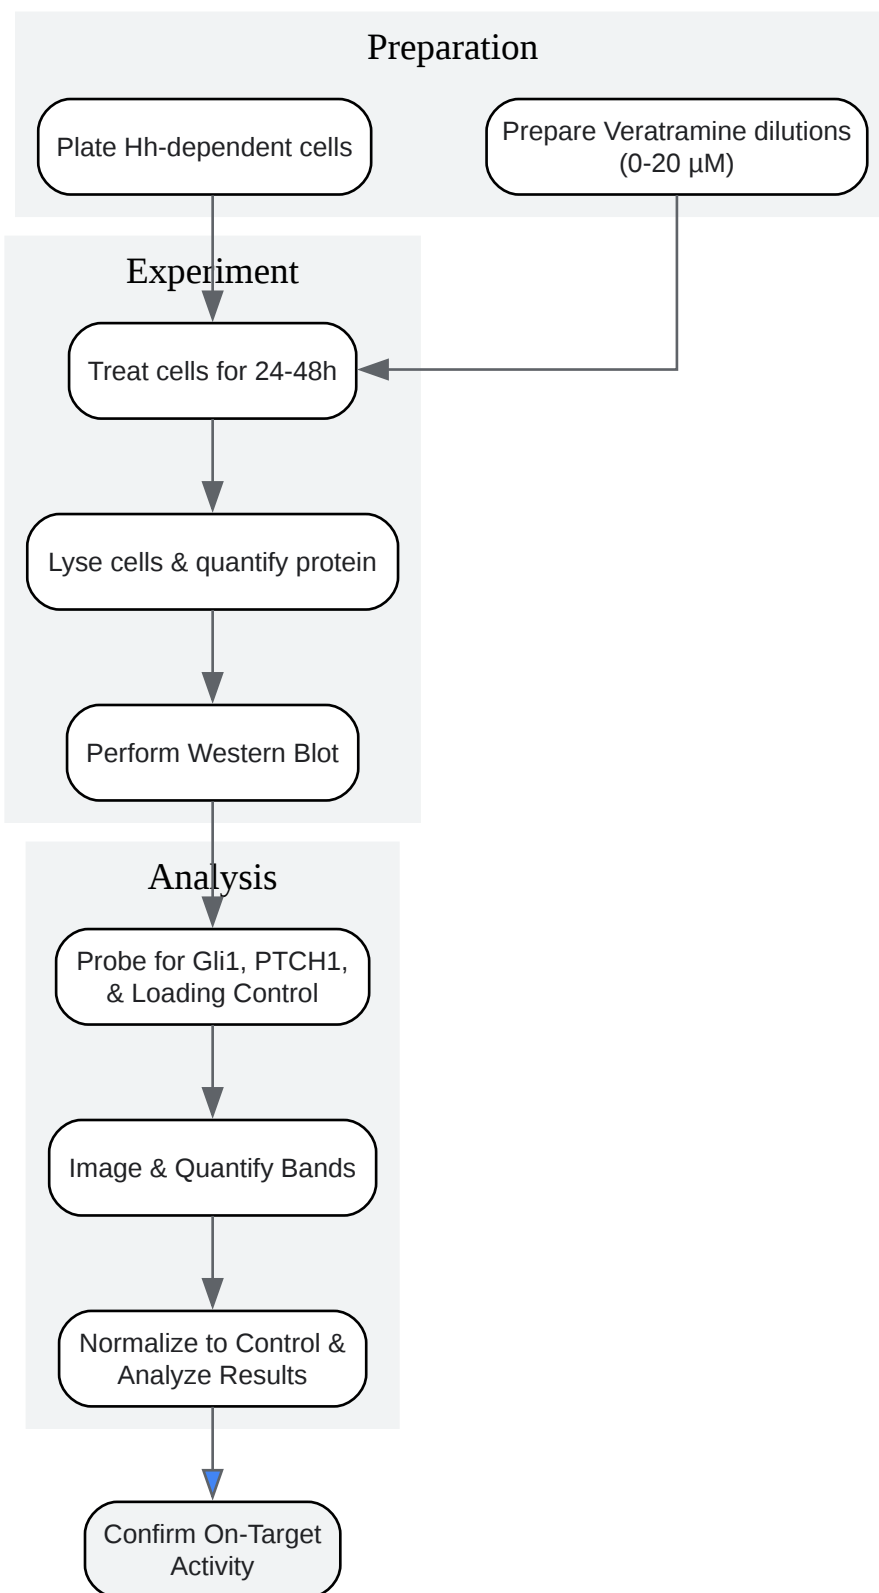 Preparation
Plate Hh-dependent cells
Prepare Veratramine dilutions
(0-20 µM)
Experiment
Treat cells for 24-48h
Lyse cells & quantify protein
Perform Western Blot
Analysis
Probe for Gli1, PTCH1,
& Loading Control
Image & Quantify Bands
Normalize to Control &
Analyze Results
Confirm On-Target
Activity